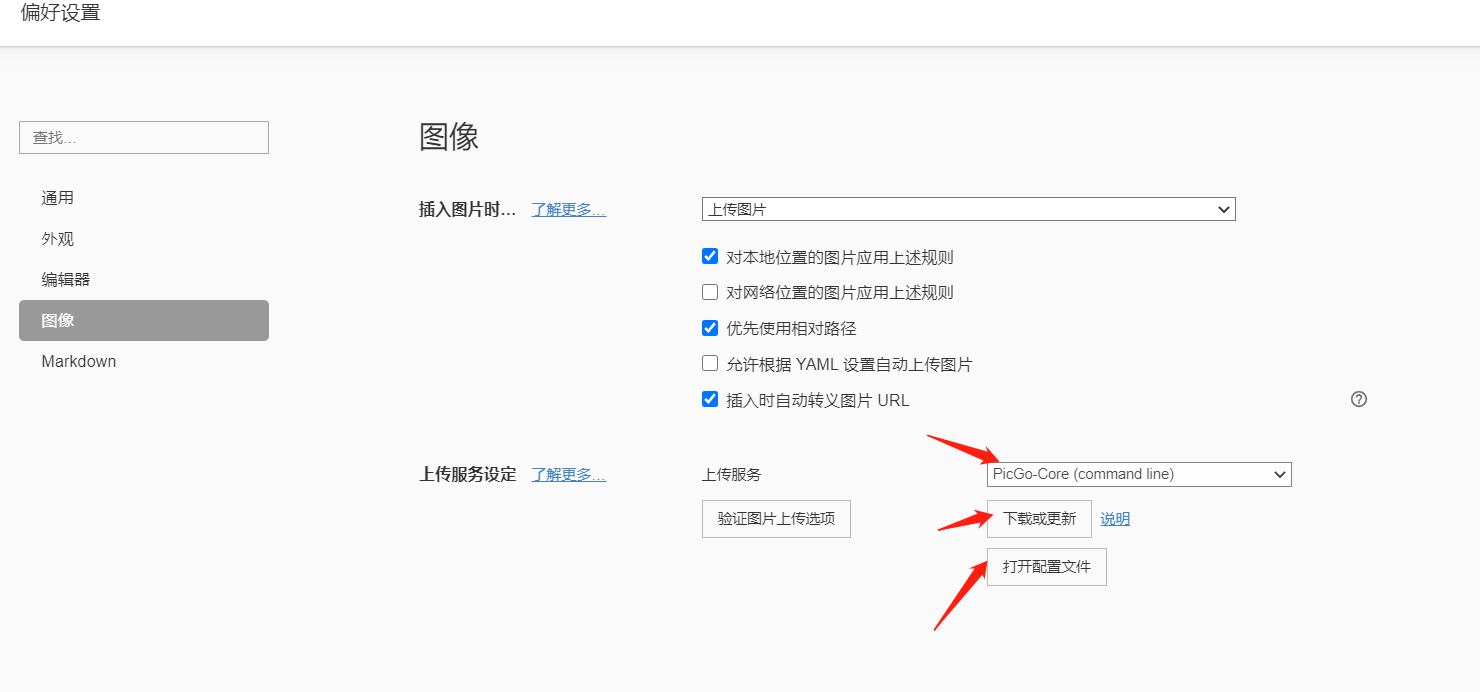 偏好设置
查找...
通用
外观
编辑器
图像
Markdown
图像
插入图片时... 了解更多...
上传图片
对本地位置的图片应用上述规则
对网络位置的图片应用上述规则
优先使用相对路径
允许根据 YAML 设置自动上传图片
插入时自动转义图片 URL
?
上传服务设定 了解更多...
上传服务
PicGo-Core (command line)
验证图片上传选项
下载或更新 说明
打开配置文件